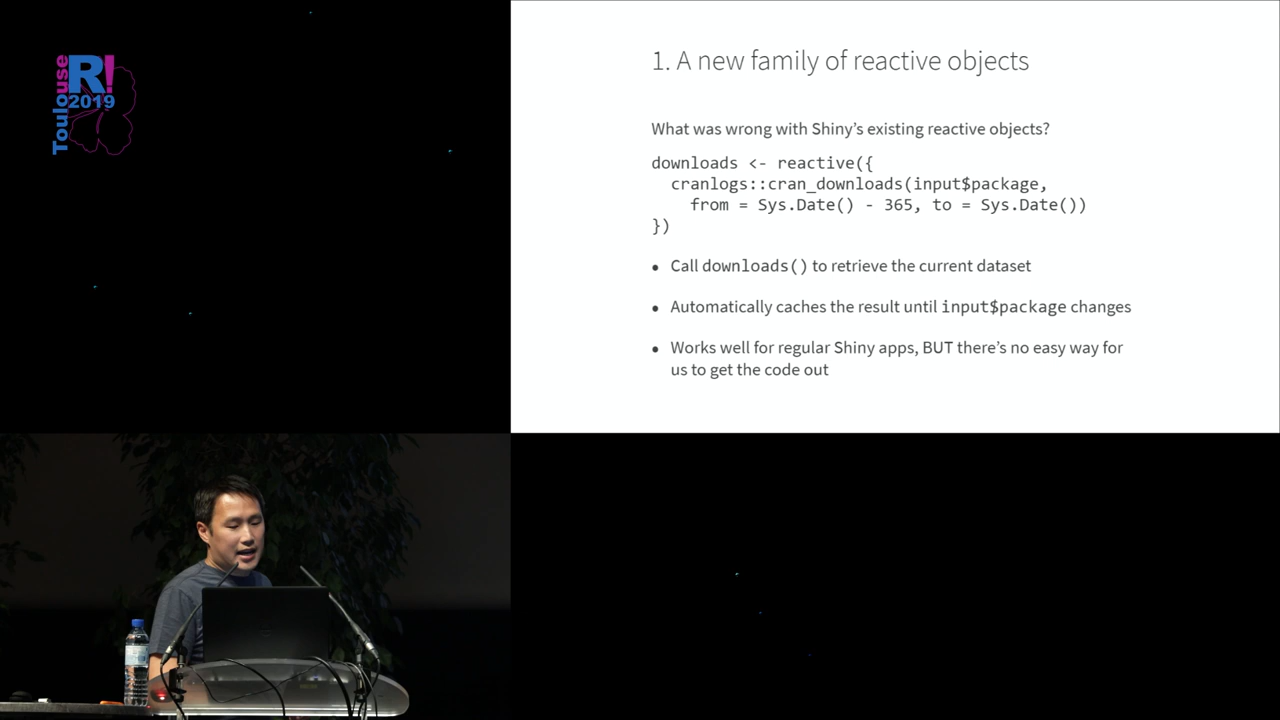 Toulouse
R!
2019
1. A new family of reactive objects
What was wrong with Shiny’s existing reactive objects?
downloads <- reactive({
cranlogs::cran_downloads(input$package,
from = Sys.Date() - 365, to = Sys.Date())
})
• Call downloads() to retrieve the current dataset
• Automatically caches the result until input$package changes
• Works well for regular Shiny apps, BUT there’s no easy way for
us to get the code out